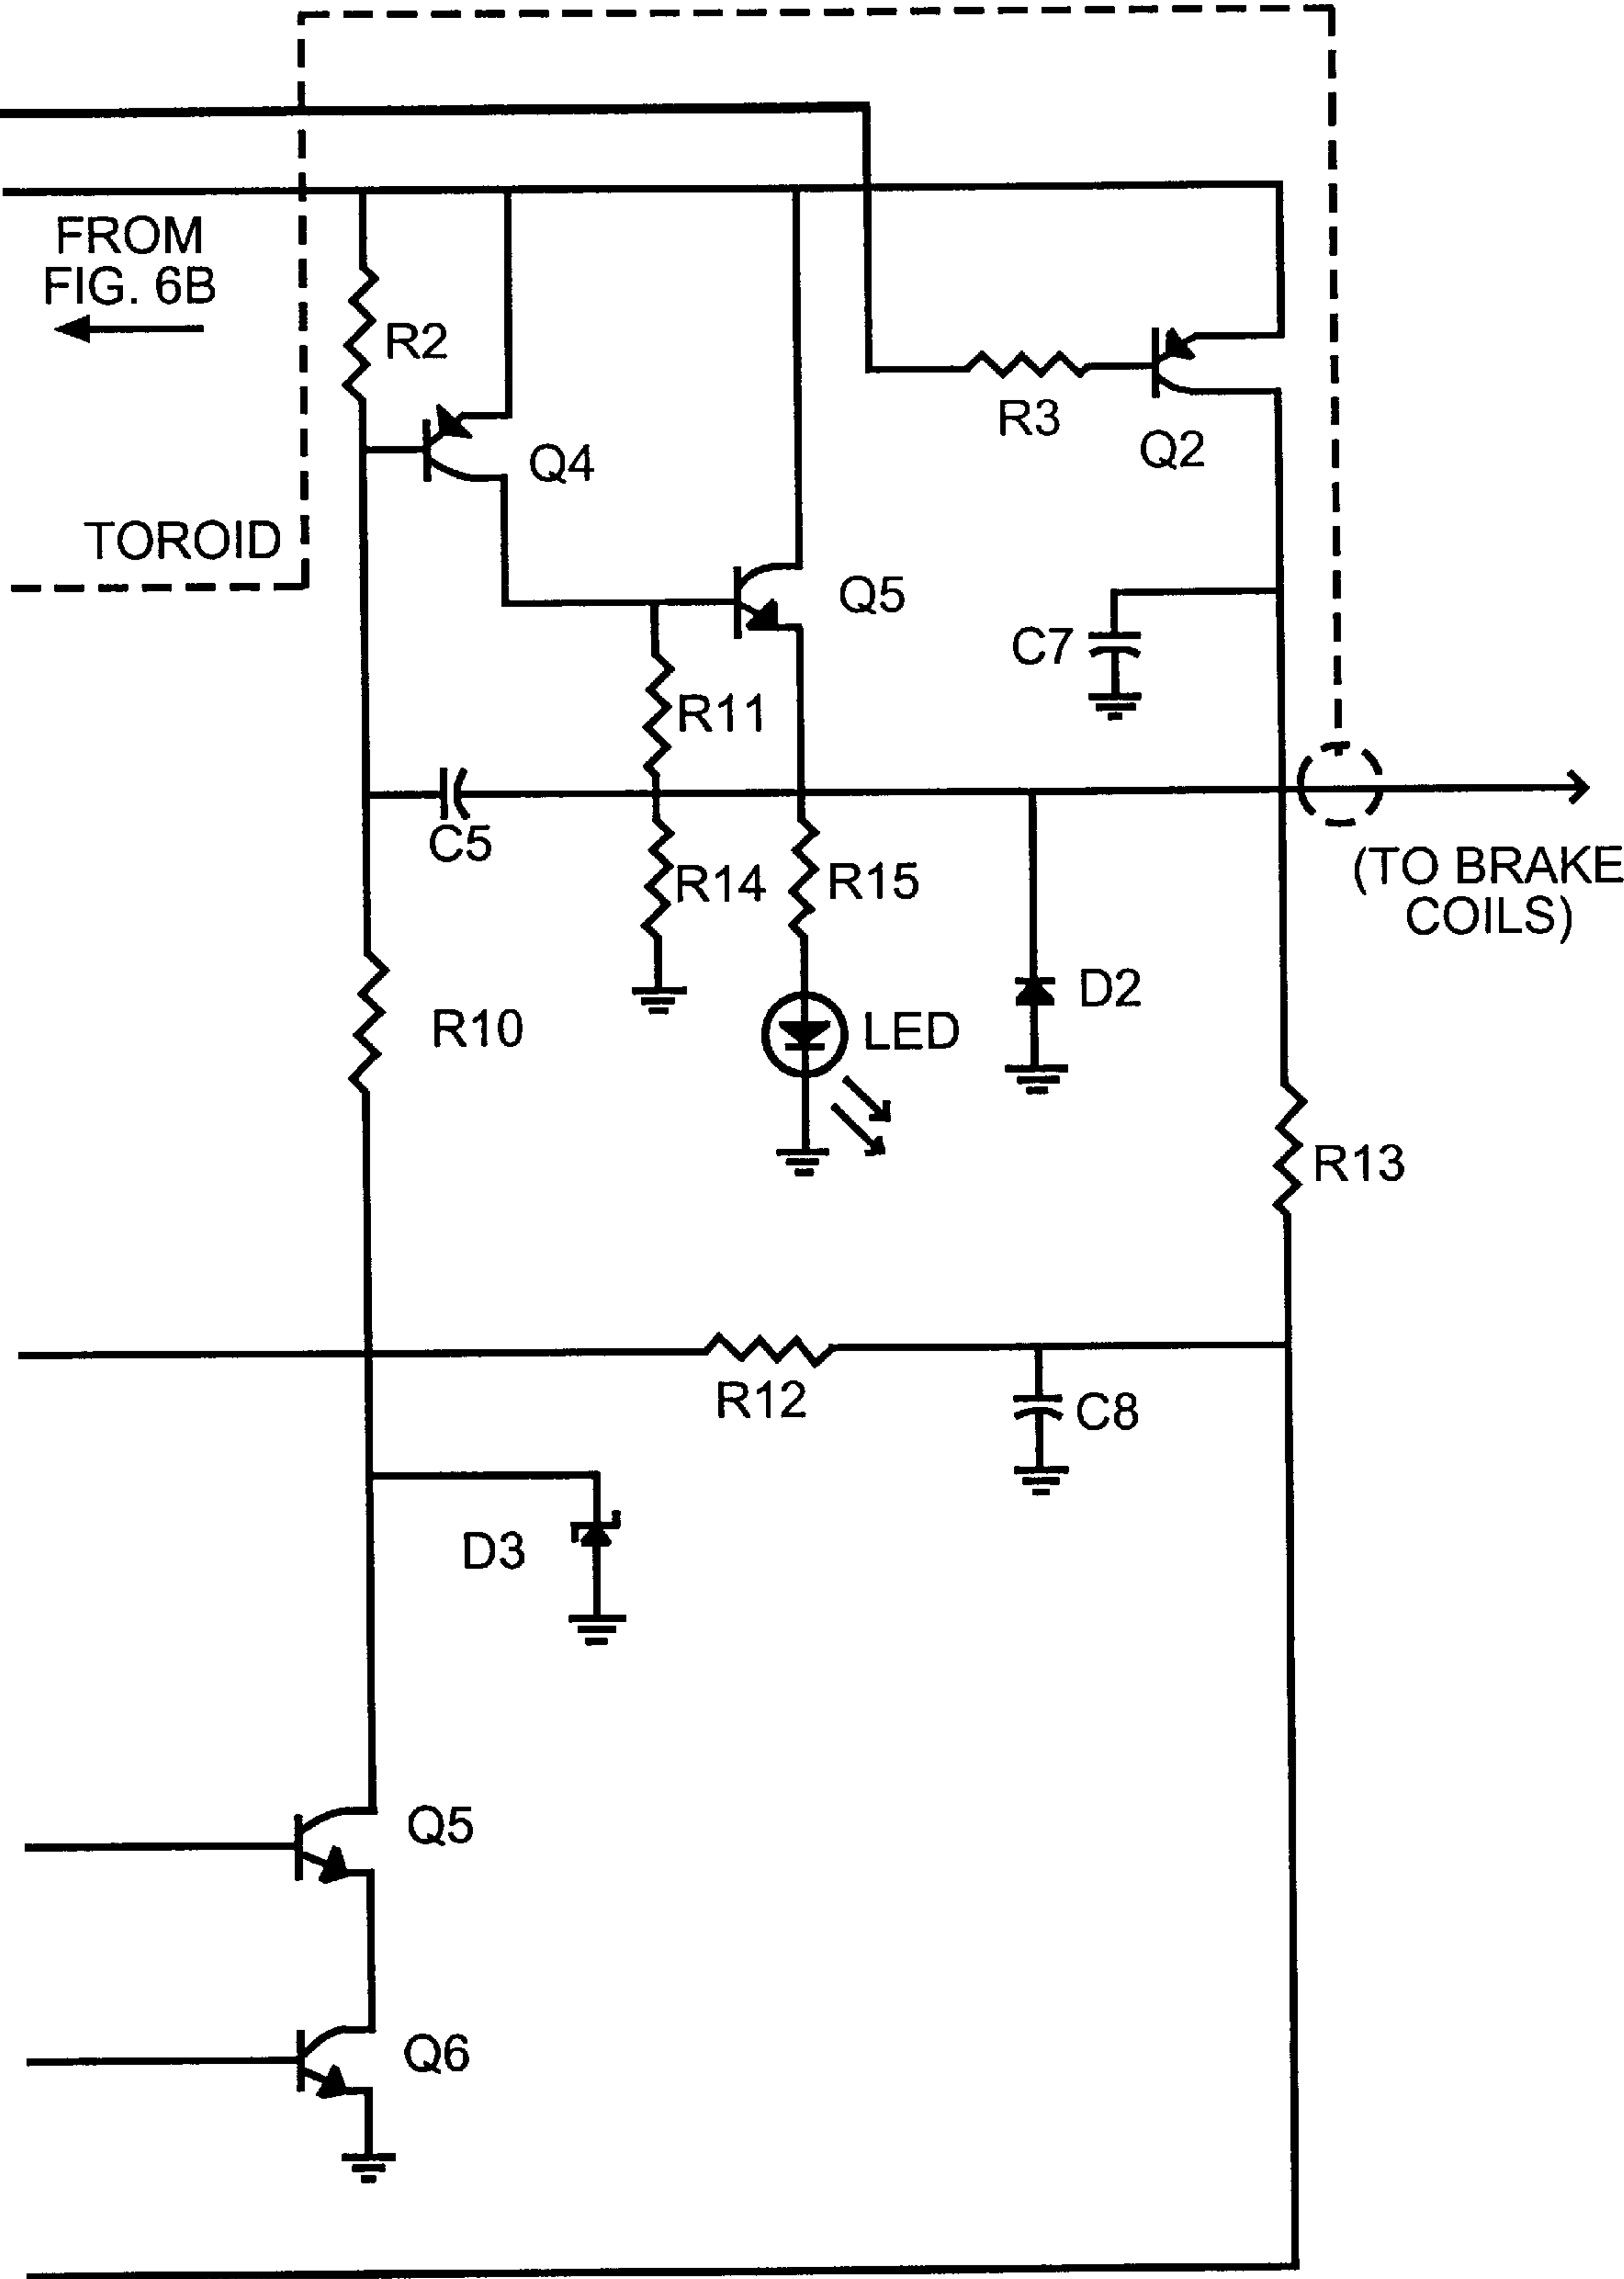 FROM
FIG. 6B
R2
R3
Q2
Q4
TOROID
Q5
C7
R11
C5
R14
R15
(TO BRAKE
COILS)
D2
R10
LED
R13
R12
C8
D3
Q5
Q6